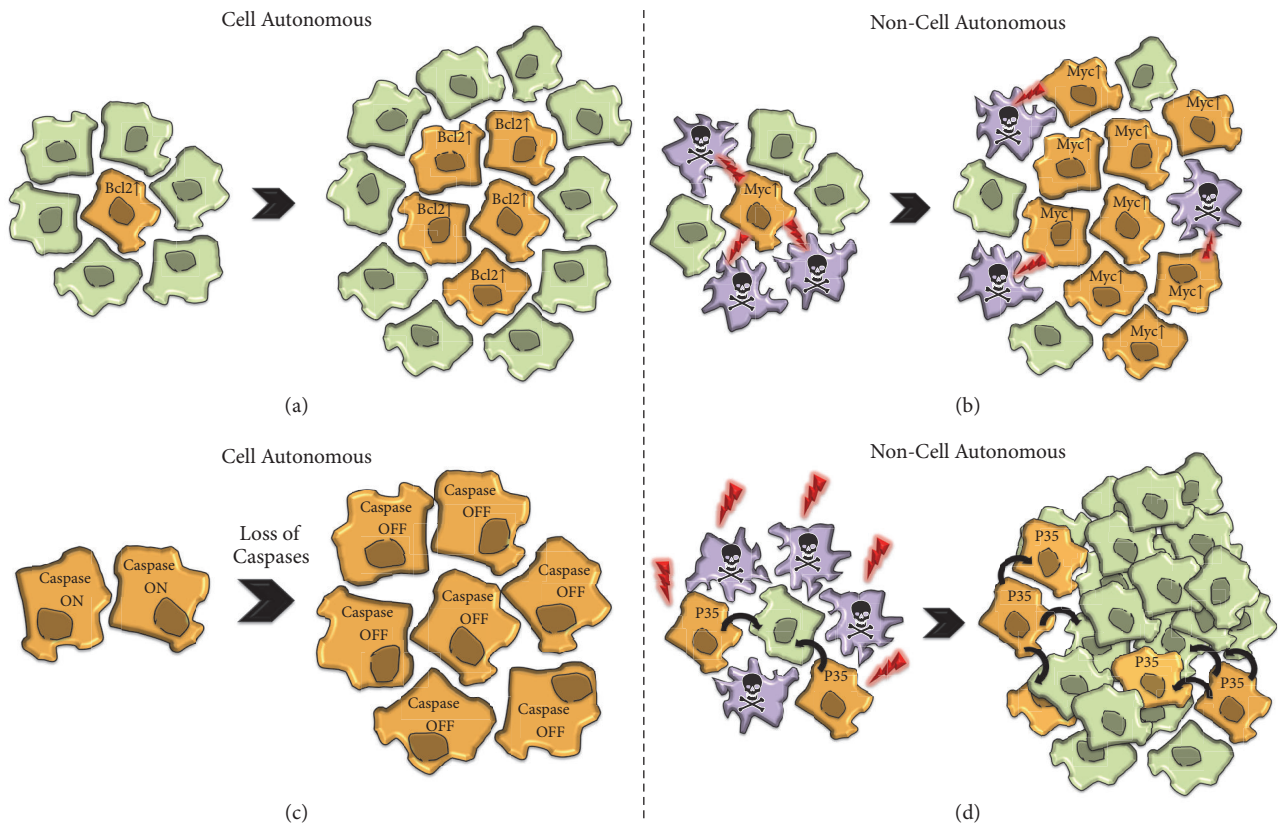 (a)
Cell Autonomous
Bcl2↑
Bcl2↑
Bcl2↑
Bcl2
Bcl2↑
Bcl2↑
(a)
(b)
Non-Cell Autonomous
Myc↑
Myc↑
Myc↑
Myc↑
Myc↑
Myc↑
Myc↑
Myc↑
Myc↑
Myc↑
(b)
Cell Autonomous
Caspase
ON
Caspase
ON
Loss of
Caspases
Caspase
OFF
Caspase
OFF
Caspase
OFF
Caspase
OFF
Caspase
OFF
Caspase
OFF
Caspase
OFF
(c)
Non-Cell Autonomous
P35
P35
P35
P35
P35
P35
(d)